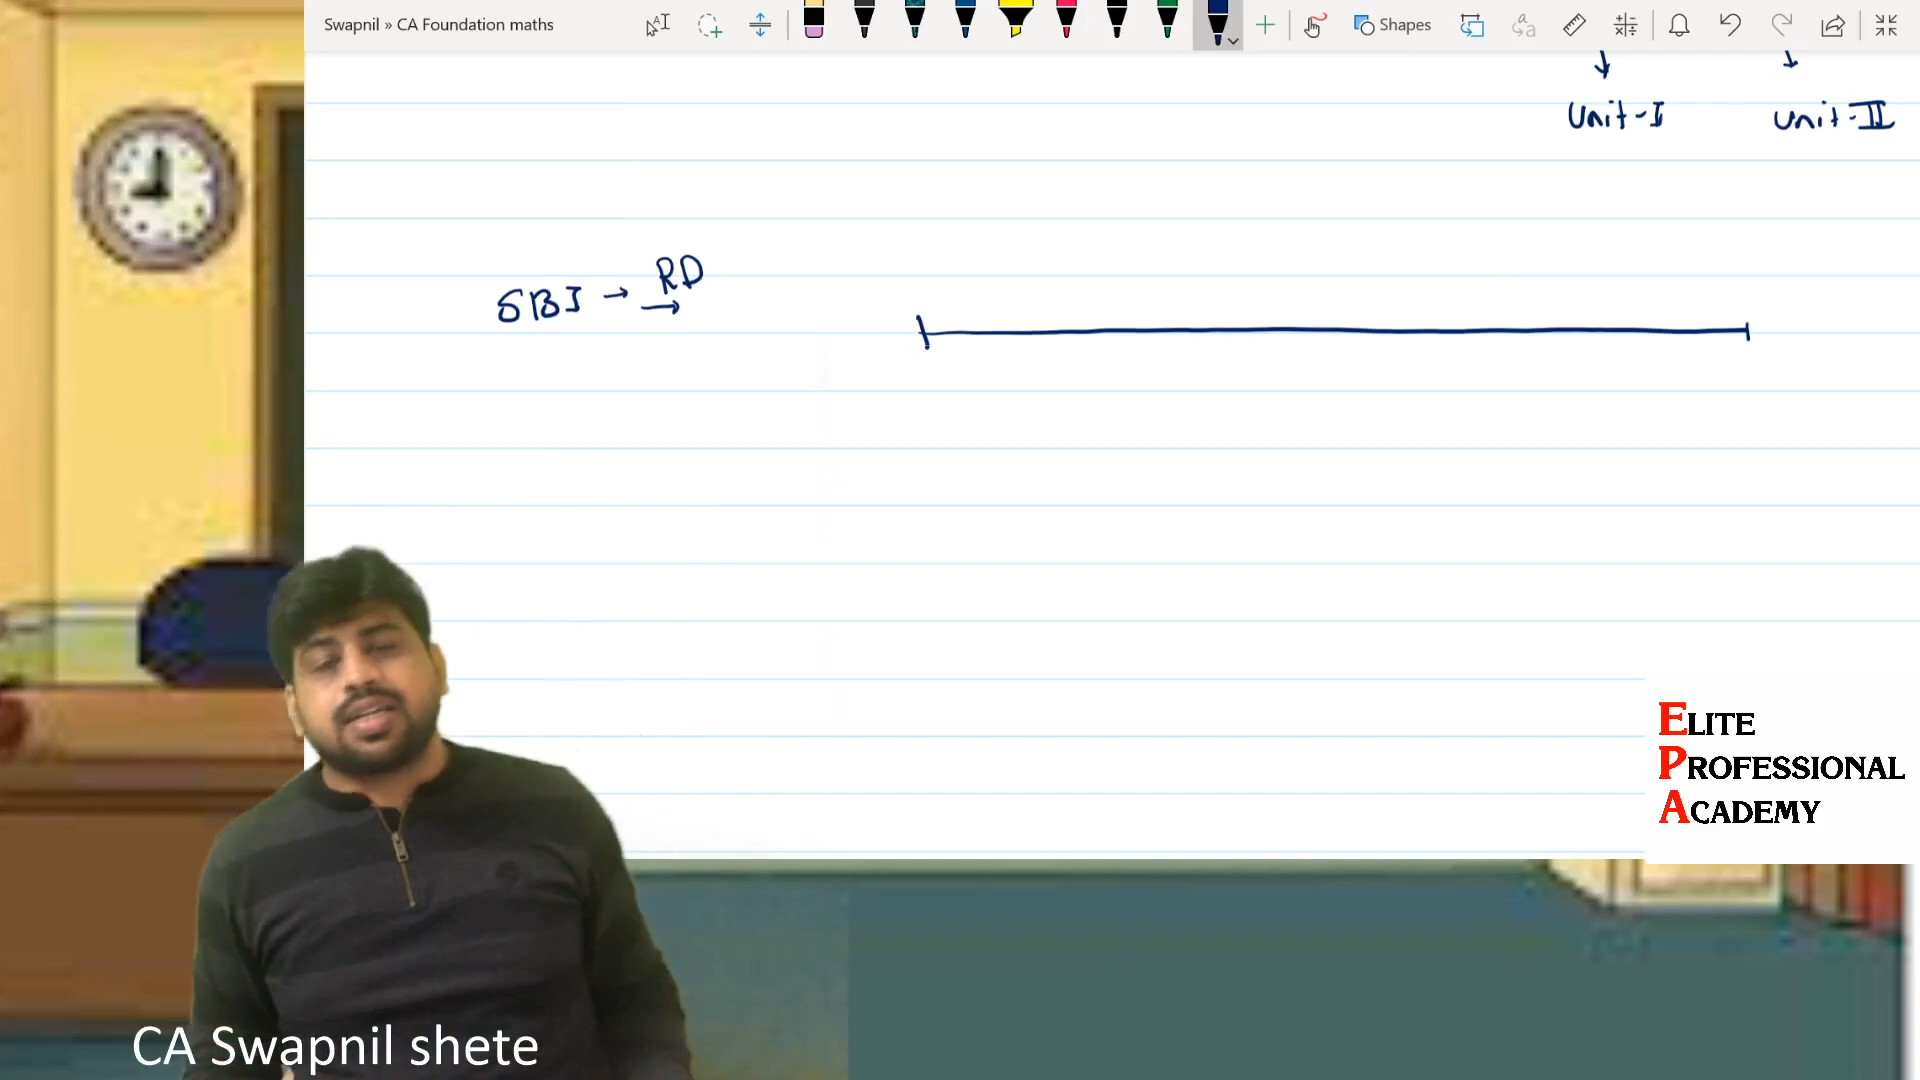 Swapnil » CA Foundation maths
Shapes
Unit-I
Unit-II
SBI → RD
ELITE
PROFESSIONAL
ACADEMY
CA Swapnil shete